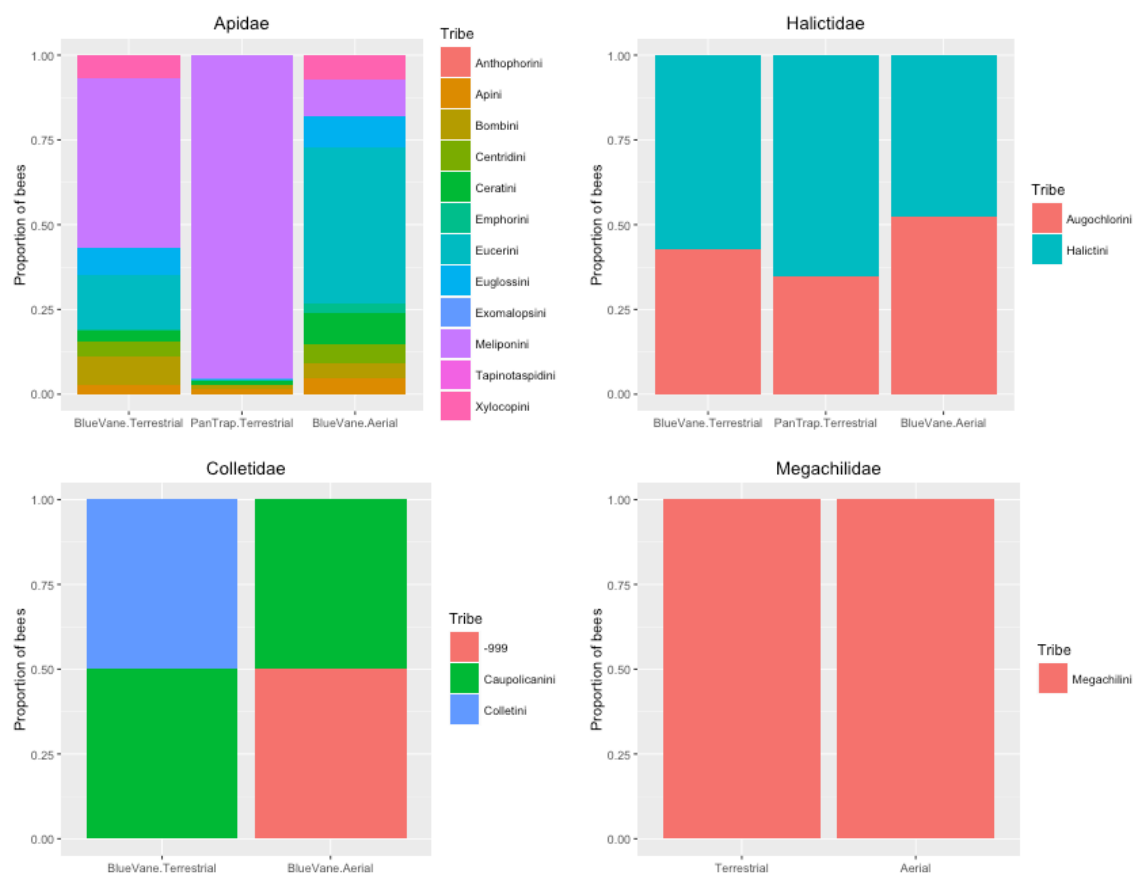 Apidae
Proportion of bees
1.00
0.75
0.50
0.25
0.00
BlueVane.Terrestrial
PanTrap.Terrestrial
BlueVane.Aerial
Tribe
Anthophorini
Apini
Bombini
Centridini
Ceratini
Emphorini
Eucerini
Euglossini
Exomalopsini
Meliponini
Tapinotaspidini
Xylocopini
Halictidae
Proportion of bees
1.00
0.75
0.50
0.25
0.00
BlueVane.Terrestrial
PanTrap.Terrestrial
BlueVane.Aerial
Tribe
Augochlorini
Halictini
Colletidae
Proportion of bees
1.00
0.75
0.50
0.25
0.00
BlueVane.Terrestrial
BlueVane.Aerial
Tribe
-999
Caupolicanini
Colletini
Megachilidae
Proportion of bees
1.00
0.75
0.50
0.25
0.00
Terrestrial
Aerial
Tribe
Megachilini